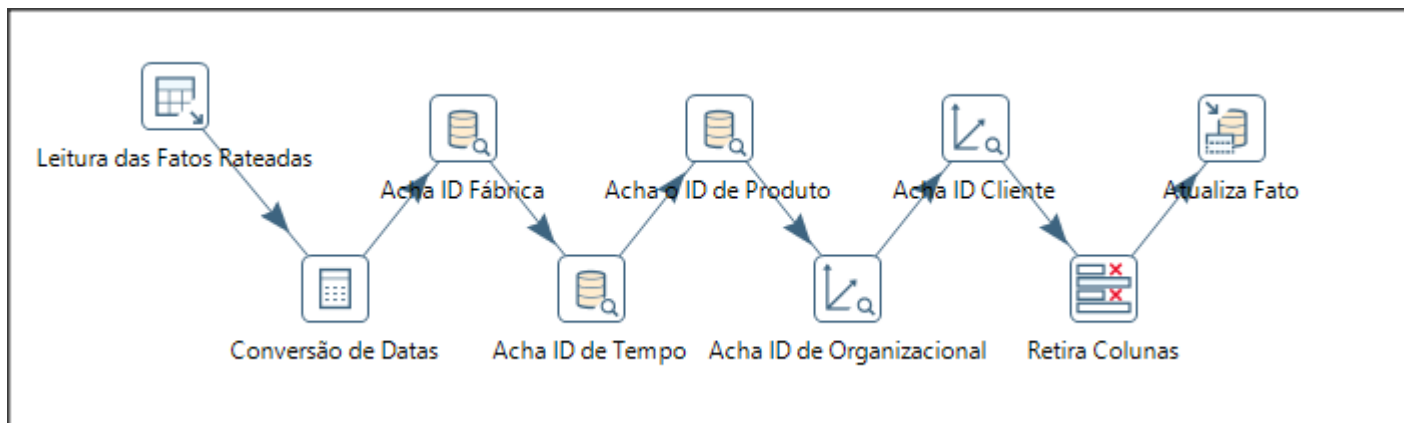 Leitura das Fatos Rateadas
Acha ID Fábrica
Acha o ID de Produto
Acha ID Cliente
Atualiza Fato
Conversão de Datas
Acha ID de Tempo
Acha ID de Organizacional
Retira Colunas